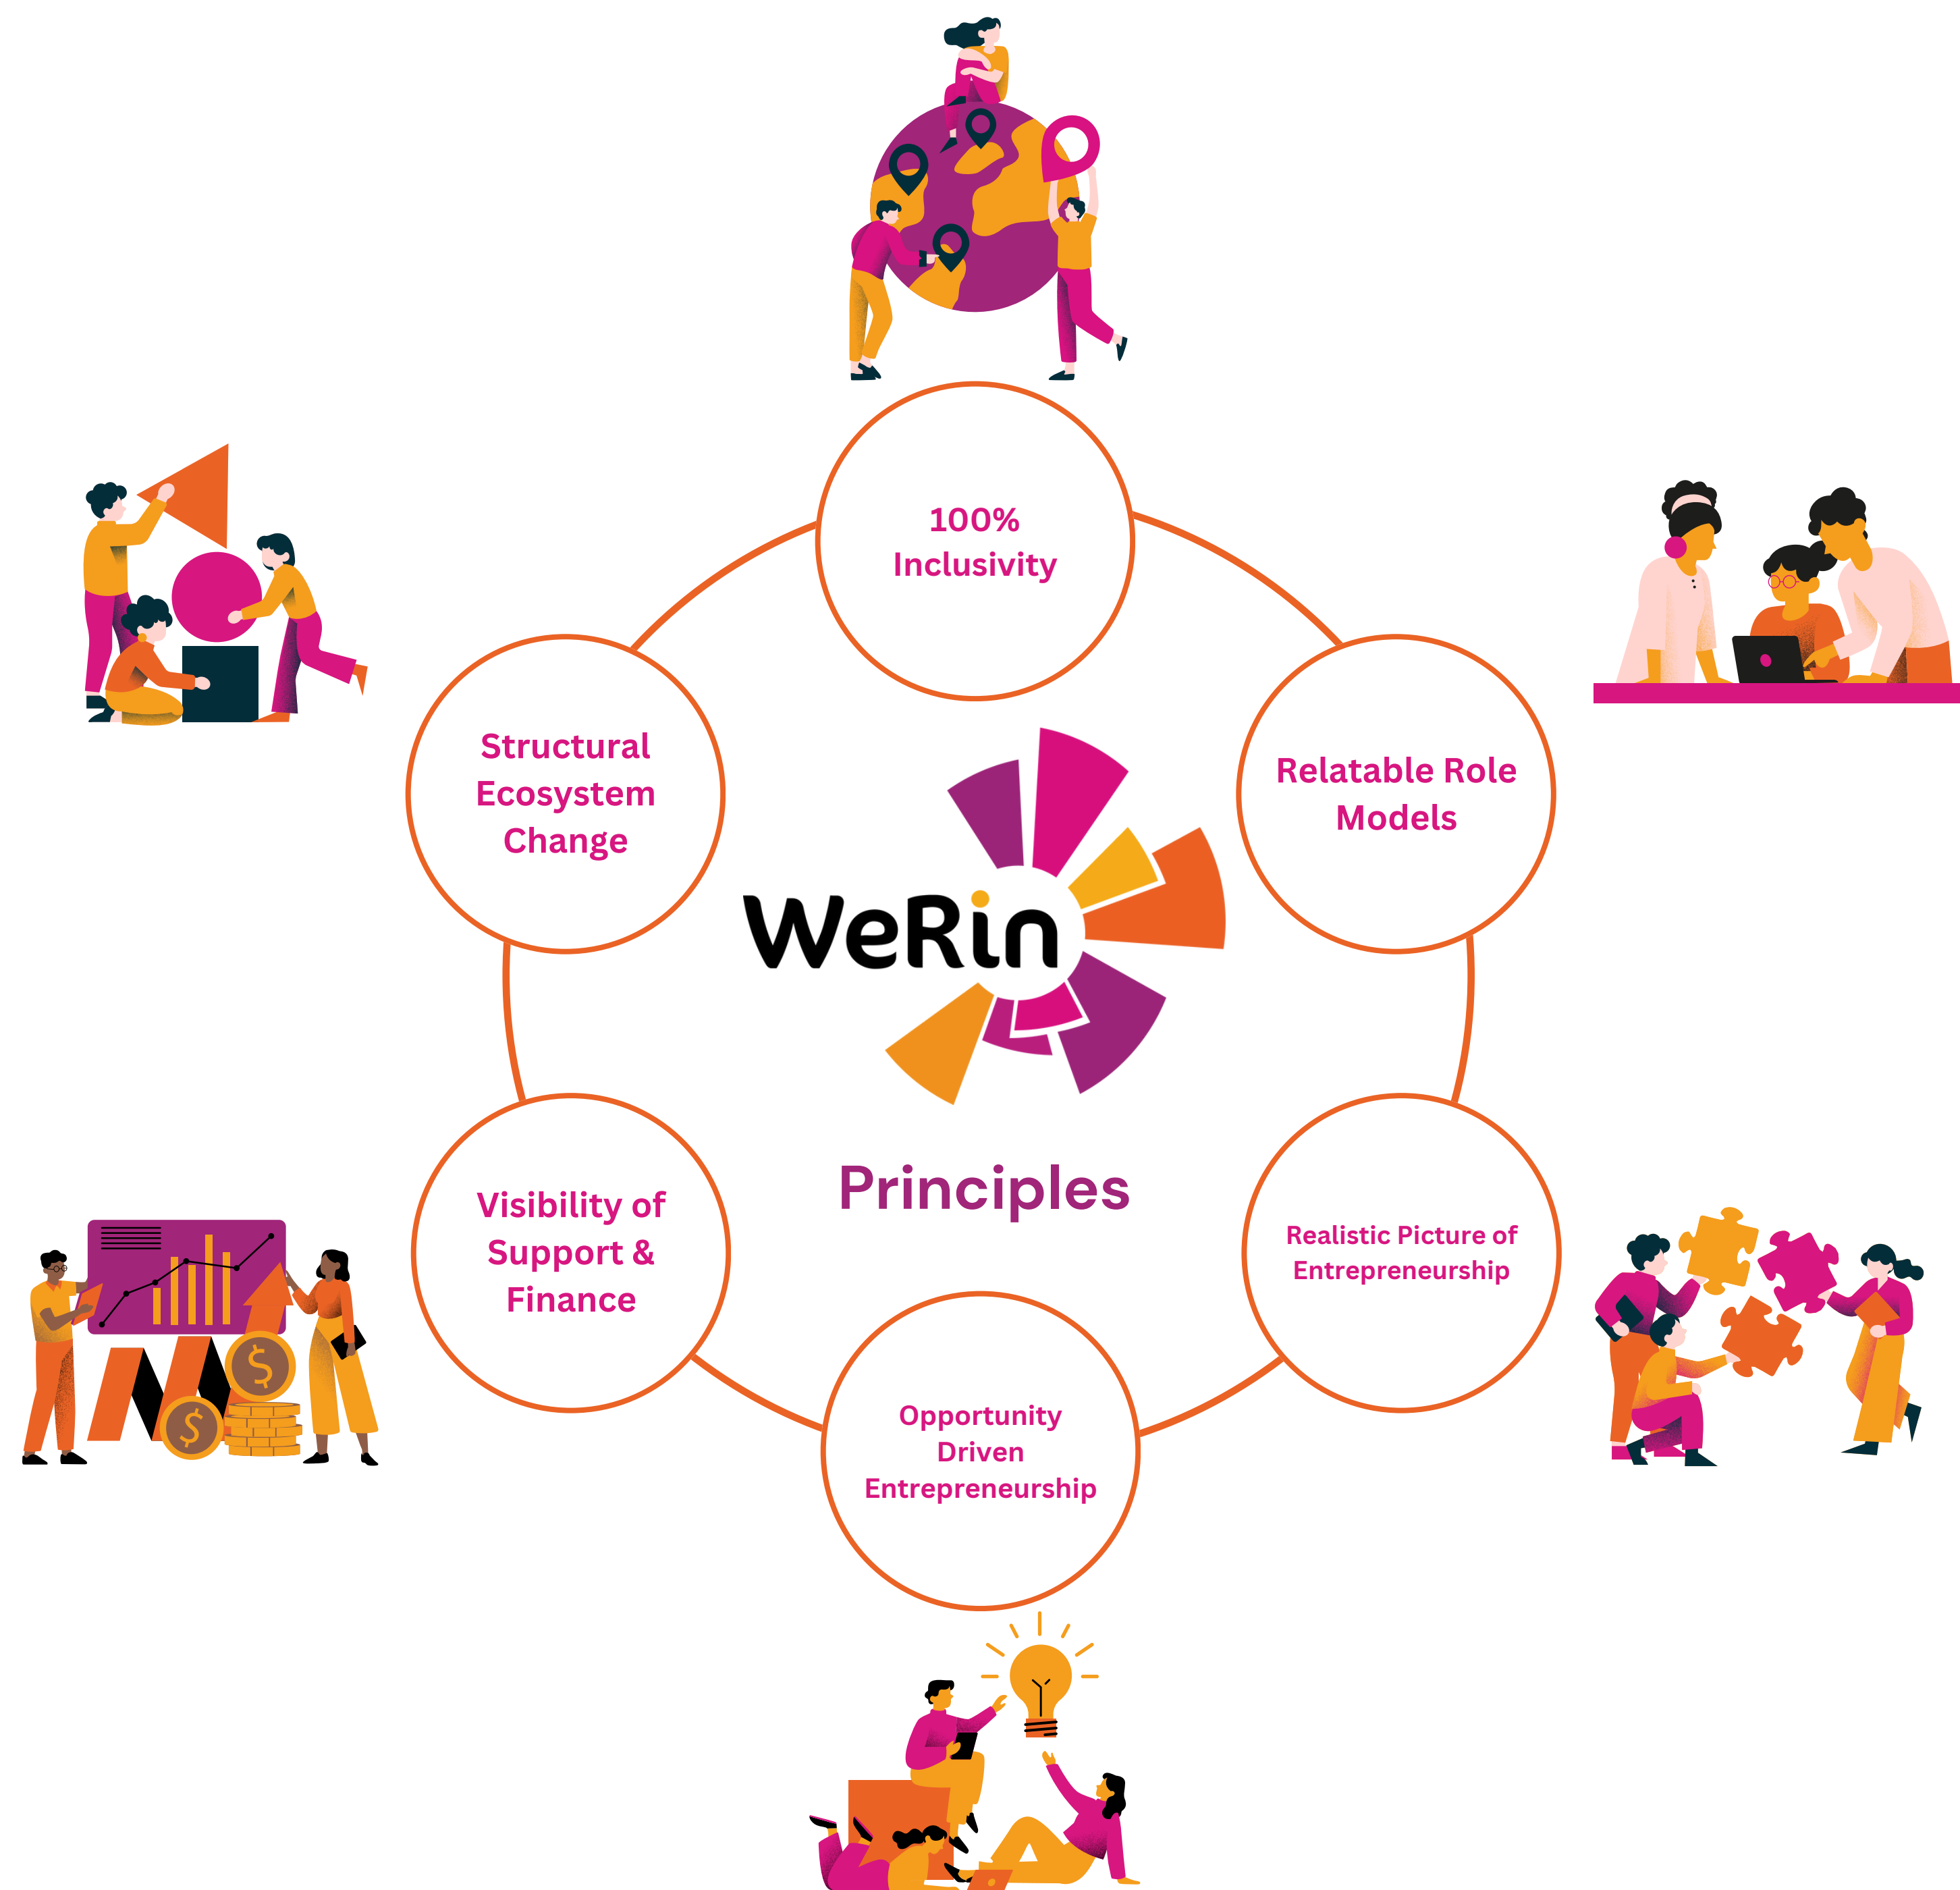 100%
Inclusivity
Structural
Ecosystem
Change
Relatable Role
Models
WeRin
Principles
Visibility of
Support &
Finance
Realistic Picture of
Entrepreneurship
Opportunity
Driven
Entrepreneurship
$
$